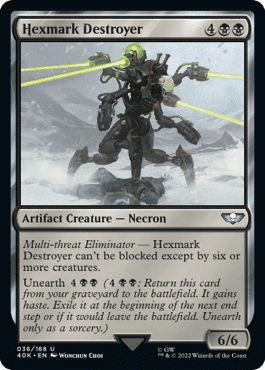 Hexmark Destroyer 4
Artifact Creature — Necron
Multi-threat Eliminator — Hexmark
Destroyer can't be blocked except by six or
more creatures.
Unearth 4 (4 : Return this card
from your graveyard to the battlefield. It gains
haste. Exile it at the beginning of the next end
step or if it would leave the battlefield. Unearth
only as a sorcery.)
6/6
036/168 U
40K • EN WONCHUN CHOI
© GW
™ & © 2022 Wizards of the Coast